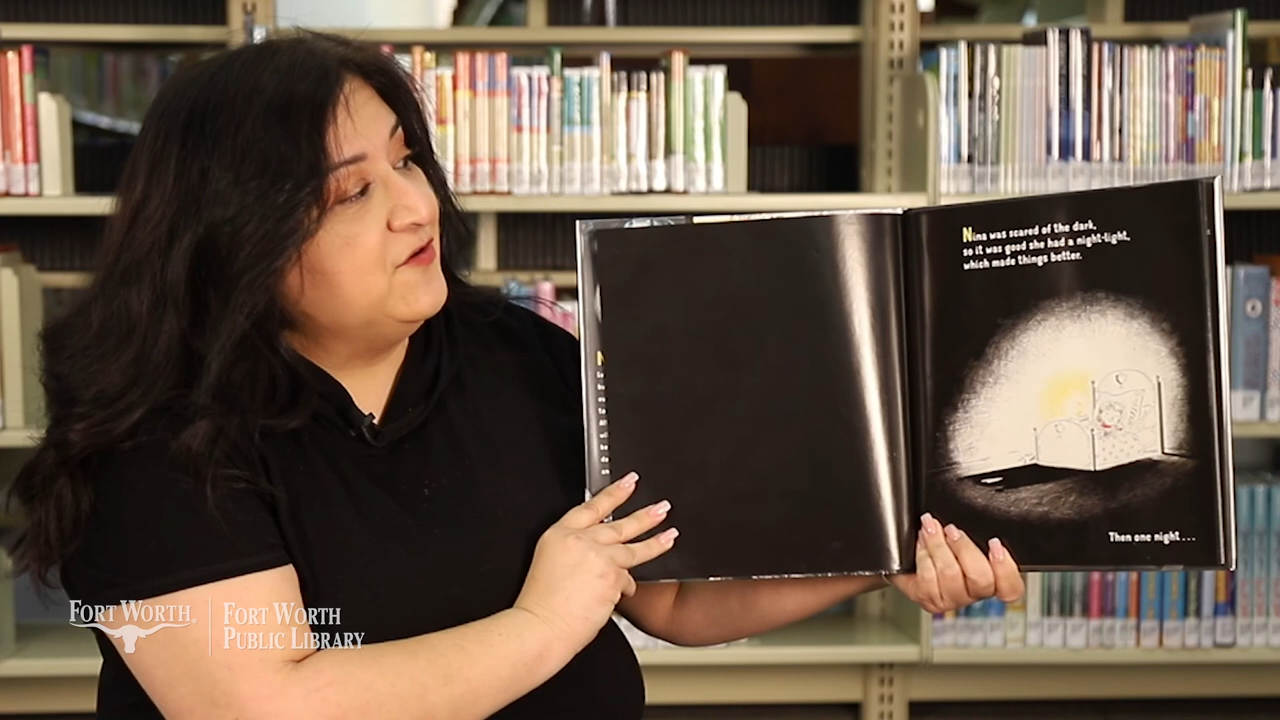 Nina was scared of the dark,
so it was good she had a night-light,
which made things better.
Then one night...
FORT WORTH
FORT WORTH
PUBLIC LIBRARY